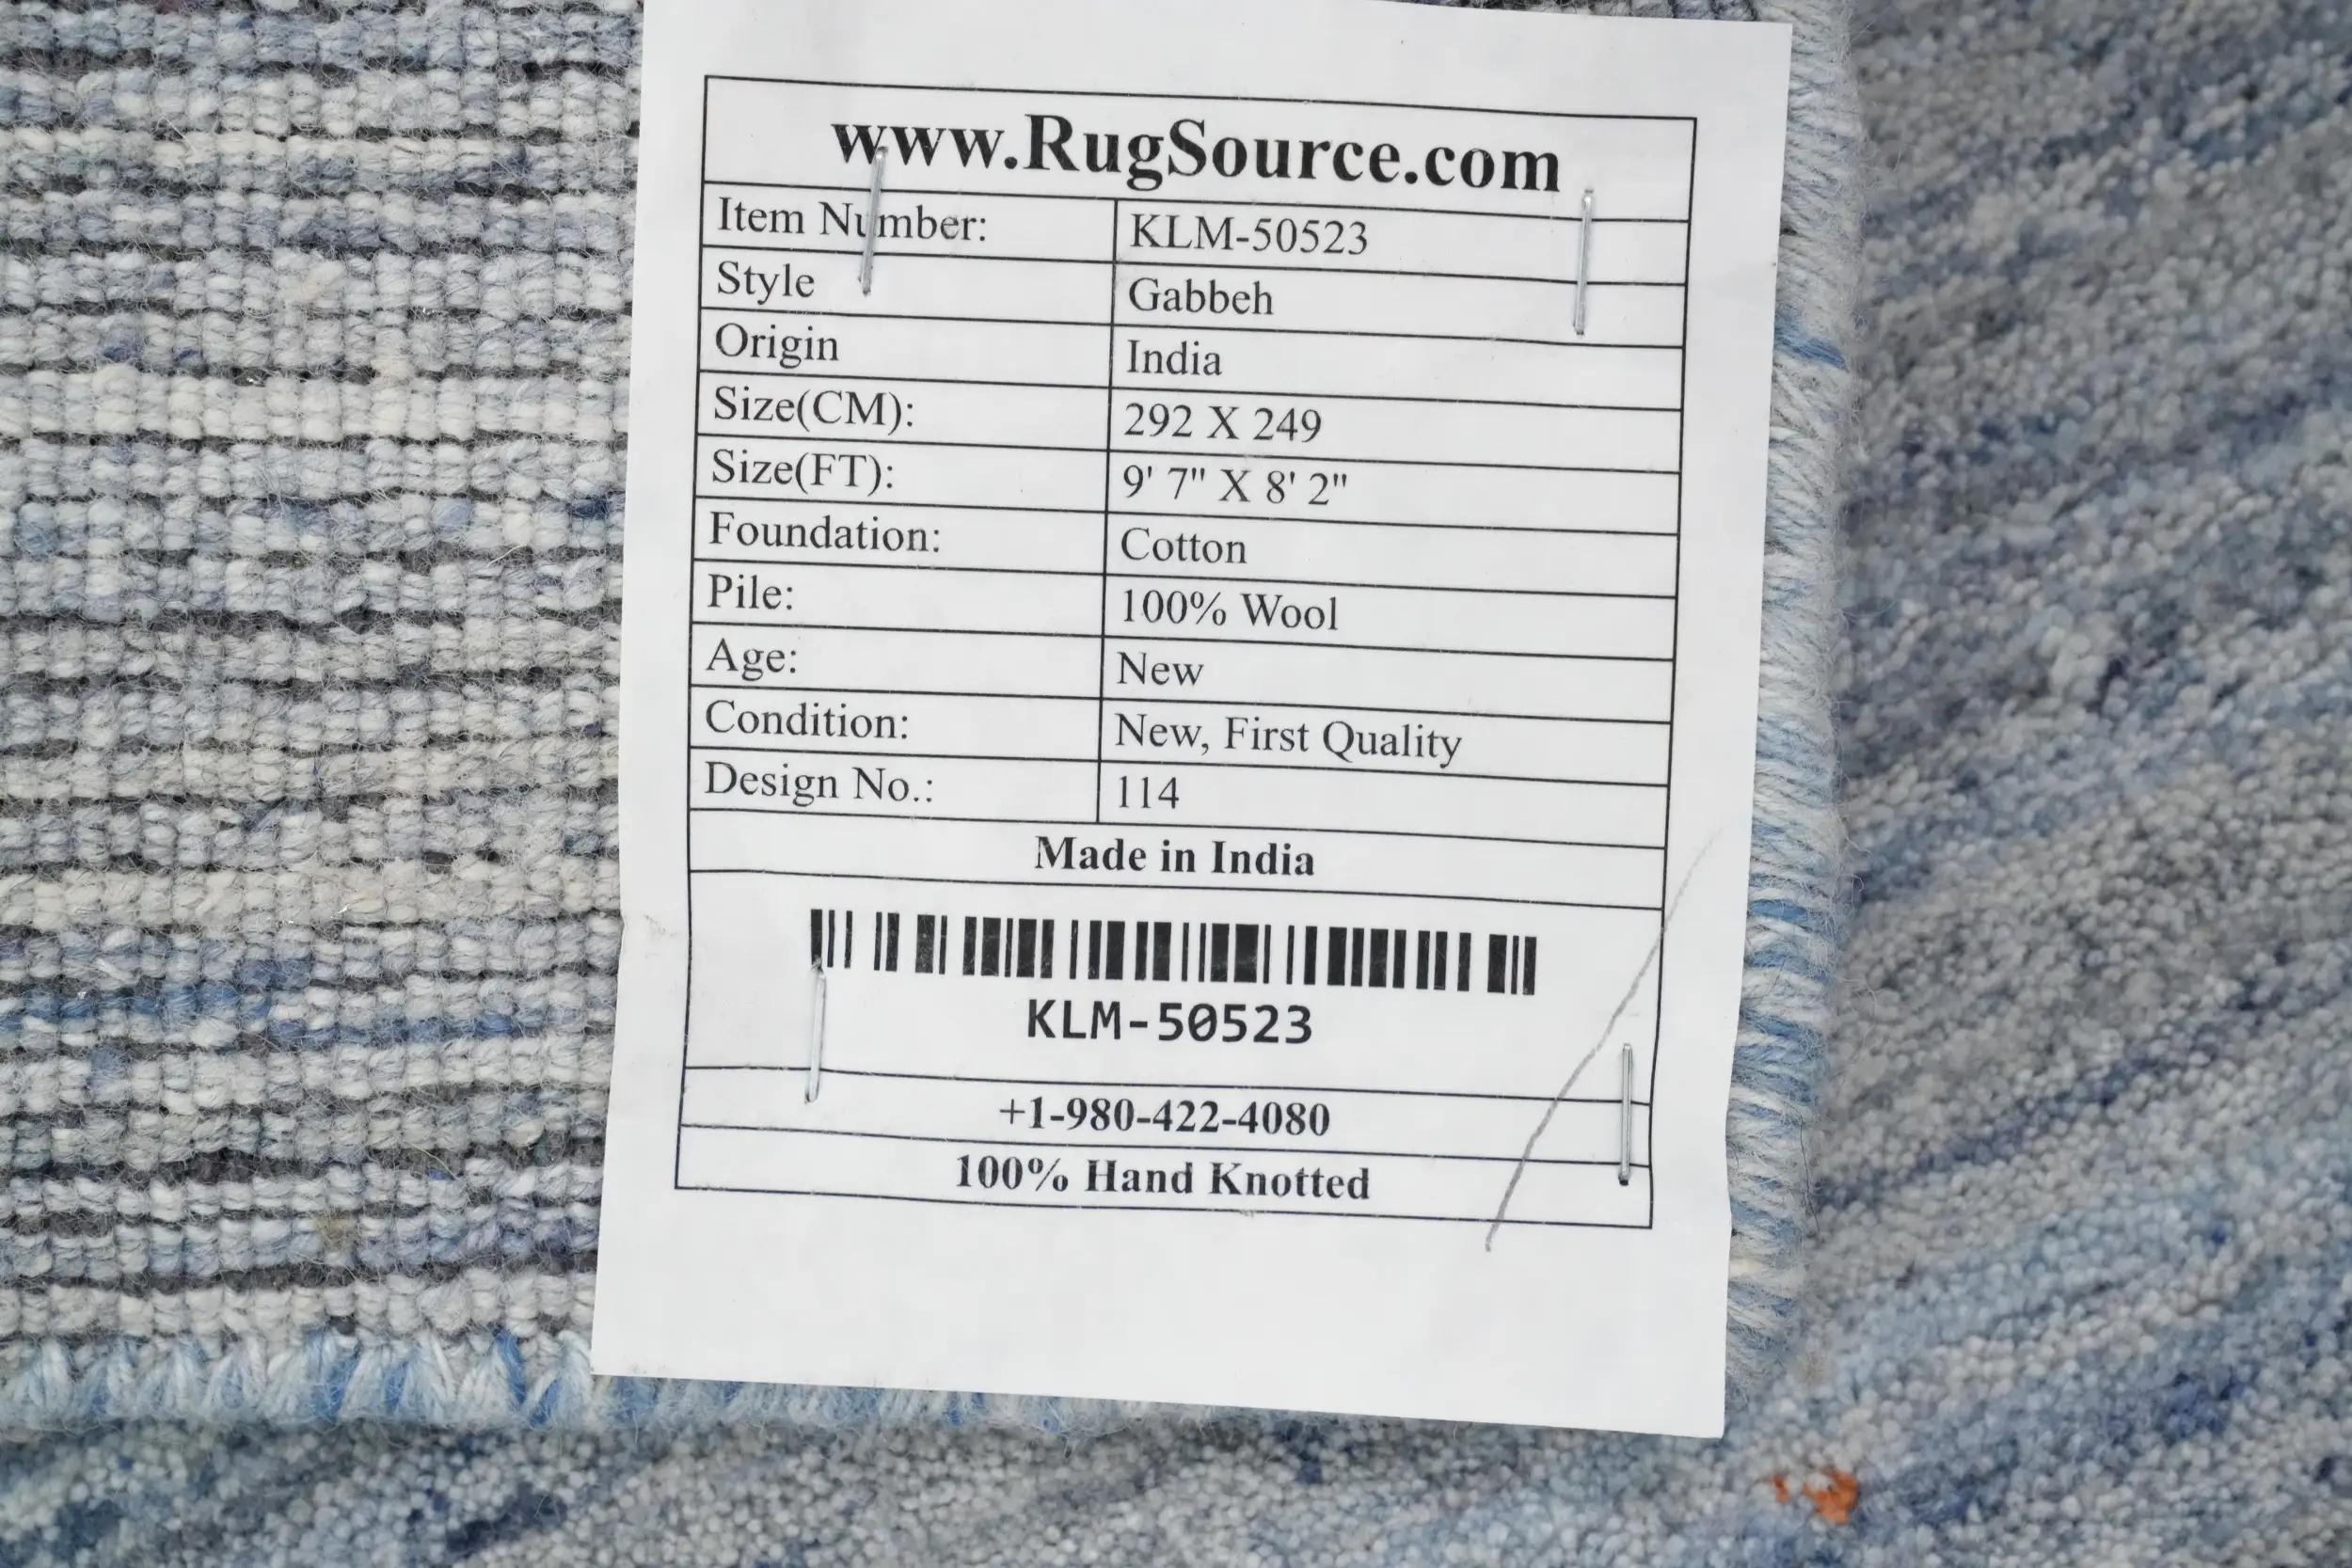 www.RugSource.com
Item Number: KLM-50523
Style Gabbeh
Origin India
Size(CM): 292 X 249
Size(FT): 9' 7" X 8' 2"
Foundation: Cotton
Pile: 100% Wool
Age: New
Condition: New, First Quality
Design No.: 114
Made in India
KLM-50523
+1-980-422-4080
100% Hand Knotted